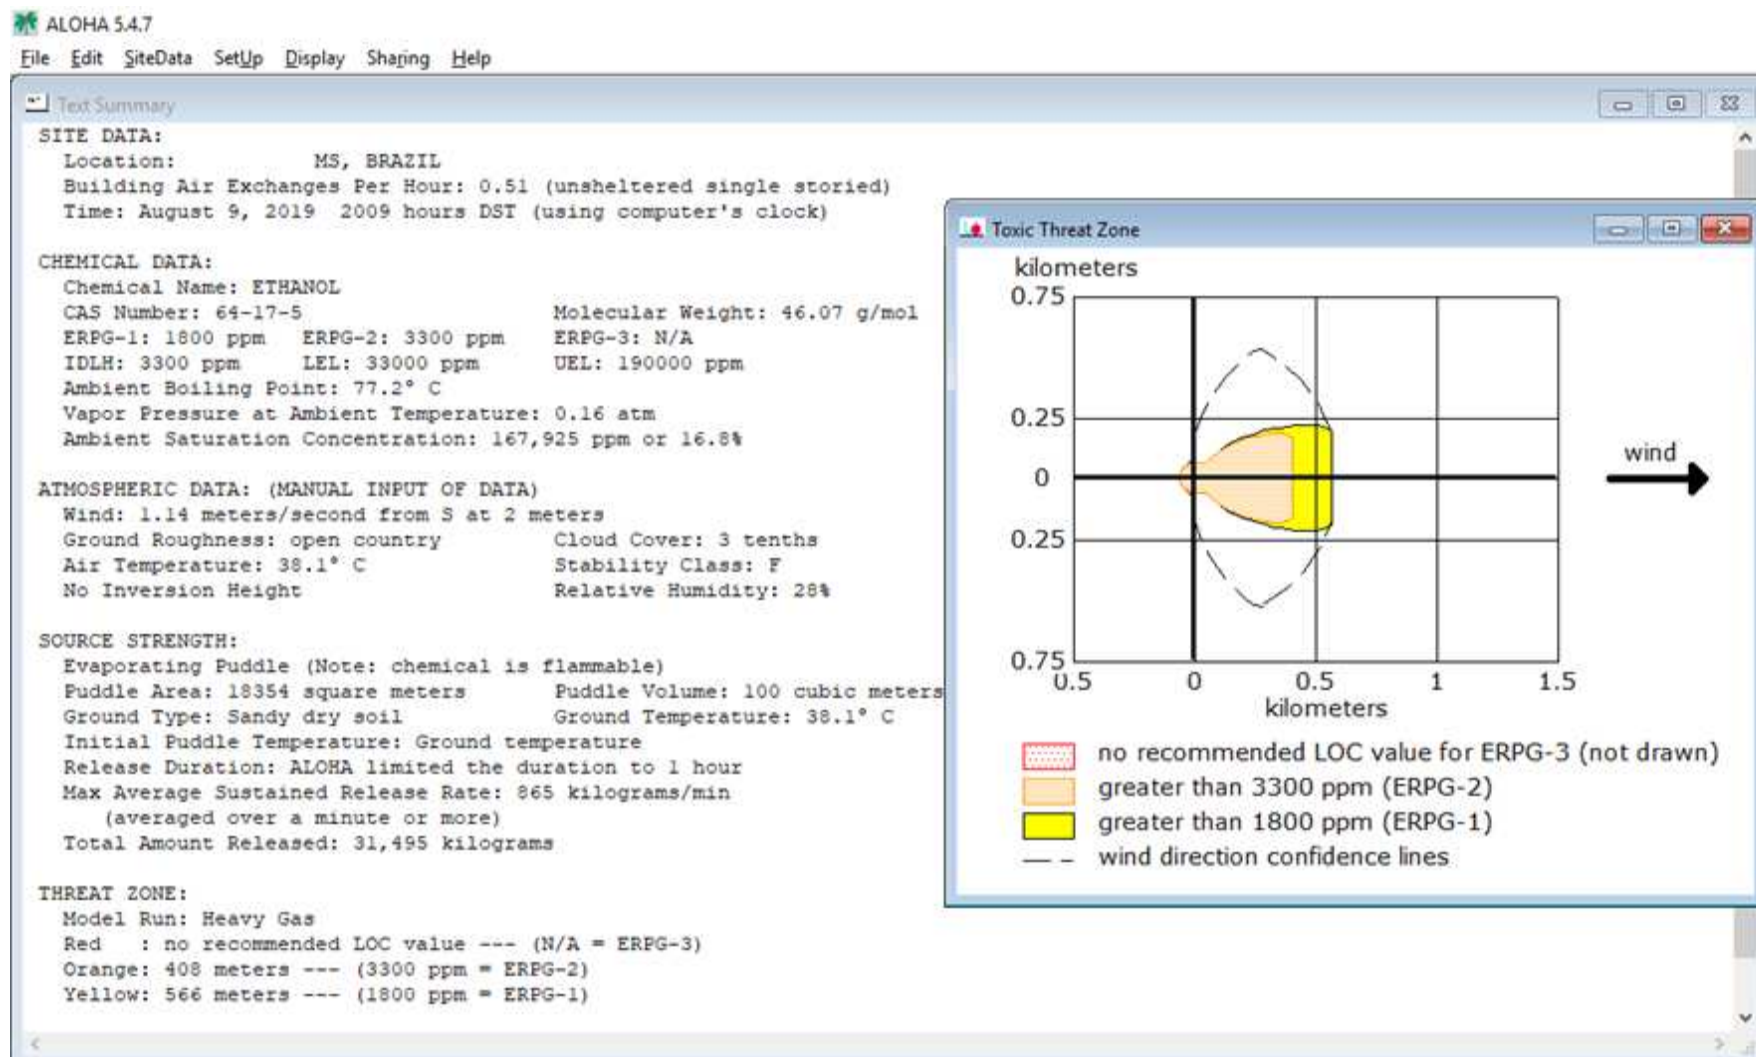 ALOHA 5.4.7
File Edit SiteData SetUp Display Sharing Help
Text Summary
SITE DATA:
Location: MS, BRAZIL
Building Air Exchanges Per Hour: 0.51 (unsheltered single storied)
Time: August 9, 2019 2009 hours DST (using computer's clock)
CHEMICAL DATA:
Chemical Name: ETHANOL
CAS Number: 64-17-5 Molecular Weight: 46.07 g/mol
ERPG-1: 1800 ppm ERPG-2: 3300 ppm ERPG-3: N/A
IDLH: 3300 ppm LEL: 33000 ppm UEL: 190000 ppm
Ambient Boiling Point: 77.2° C
Vapor Pressure at Ambient Temperature: 0.16 atm
Ambient Saturation Concentration: 167,925 ppm or 16.8%
ATMOSPHERIC DATA: (MANUAL INPUT OF DATA)
Wind: 1.14 meters/second from S at 2 meters
Ground Roughness: open country Cloud Cover: 3 tenths
Air Temperature: 38.1° C Stability Class: F
No Inversion Height Relative Humidity: 28%
SOURCE STRENGTH:
Evaporating Puddle (Note: chemical is flammable)
Puddle Area: 18354 square meters Puddle Volume: 100 cubic meters
Ground Type: Sandy dry soil Ground Temperature: 38.1° C
Initial Puddle Temperature: Ground temperature
Release Duration: ALOHA limited the duration to 1 hour
Max Average Sustained Release Rate: 865 kilograms/min
(averaged over a minute or more)
Total Amount Released: 31,495 kilograms
THREAT ZONE:
Model Run: Heavy Gas
Red : no recommended LOC value --- (N/A = ERPG-3)
Orange: 408 meters --- (3300 ppm = ERPG-2)
Yellow: 566 meters --- (1800 ppm = ERPG-1)
Toxic Threat Zone
kilometers
0.75
0.25
0
0.25
0.75
0.5 0 0.5 1 1.5
kilometers
wind
no recommended LOC value for ERPG-3 (not drawn)
greater than 3300 ppm (ERPG-2)
greater than 1800 ppm (ERPG-1)
wind direction confidence lines